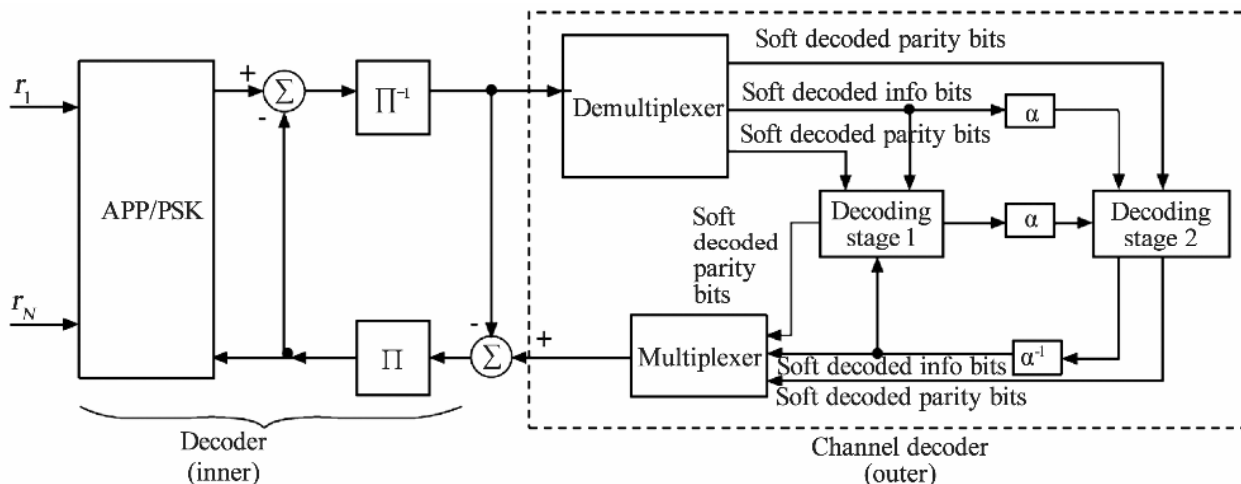 Soft decoded parity bits
r1
+
Σ
-
Π⁻¹
Demultiplexer
Soft decoded info bits
α
Soft decoded parity bits
APP/PSK
Decoding
stage 1
α
Decoding
stage 2
Soft
decoded
parity
bits
rN
Π
-
Σ
+
Multiplexer
α⁻¹
Soft decoded info bits
Soft decoded parity bits
Decoder
(inner)
Channel decoder
(outer)